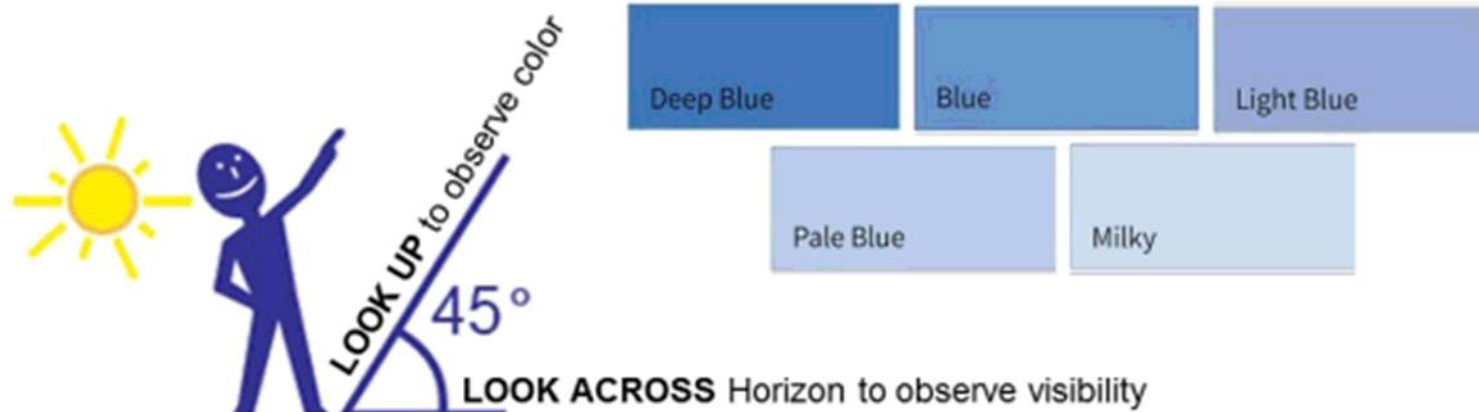 LOOK UP to observe color
45°
LOOK ACROSS Horizon to observe visibility
Deep Blue
Blue
Light Blue
Pale Blue
Milky